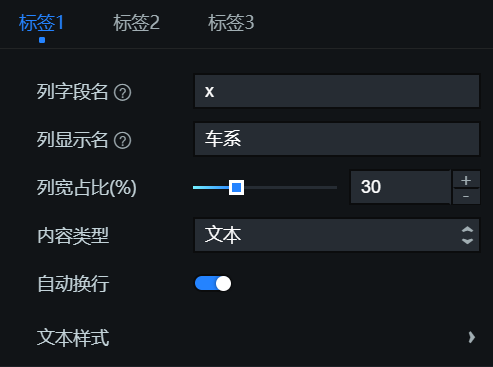 标签1 标签2 标签3
列字段名 x
列显示名 车系
列宽占比(%) 30
内容类型 文本
自动换行
文本样式